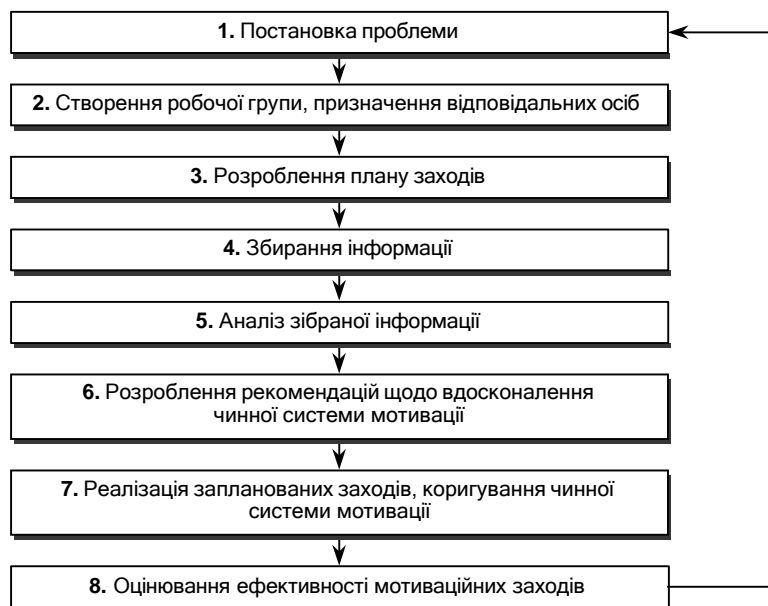 1. Постановка проблеми
2. Створення робочої групи, призначення відповідальних осіб
3. Розроблення плану заходів
4. Збирання інформації
5. Аналіз зібраної інформації
6. Розроблення рекомендацій щодо вдосконалення
чинної системи мотивації
7. Реалізація запланованих заходів, коригування чинної
системи мотивації
8. Оцінювання ефективності мотиваційних заходів